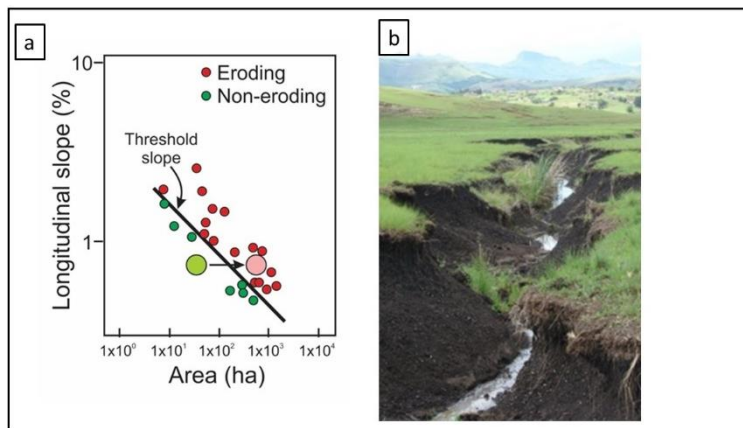 a
10
Eroding
Non-eroding
Threshold
slope
1
Longitudinal slope (%)
1x10⁰ 1x10¹ 1x10² 1x10³ 1x10⁴
Area (ha)
b